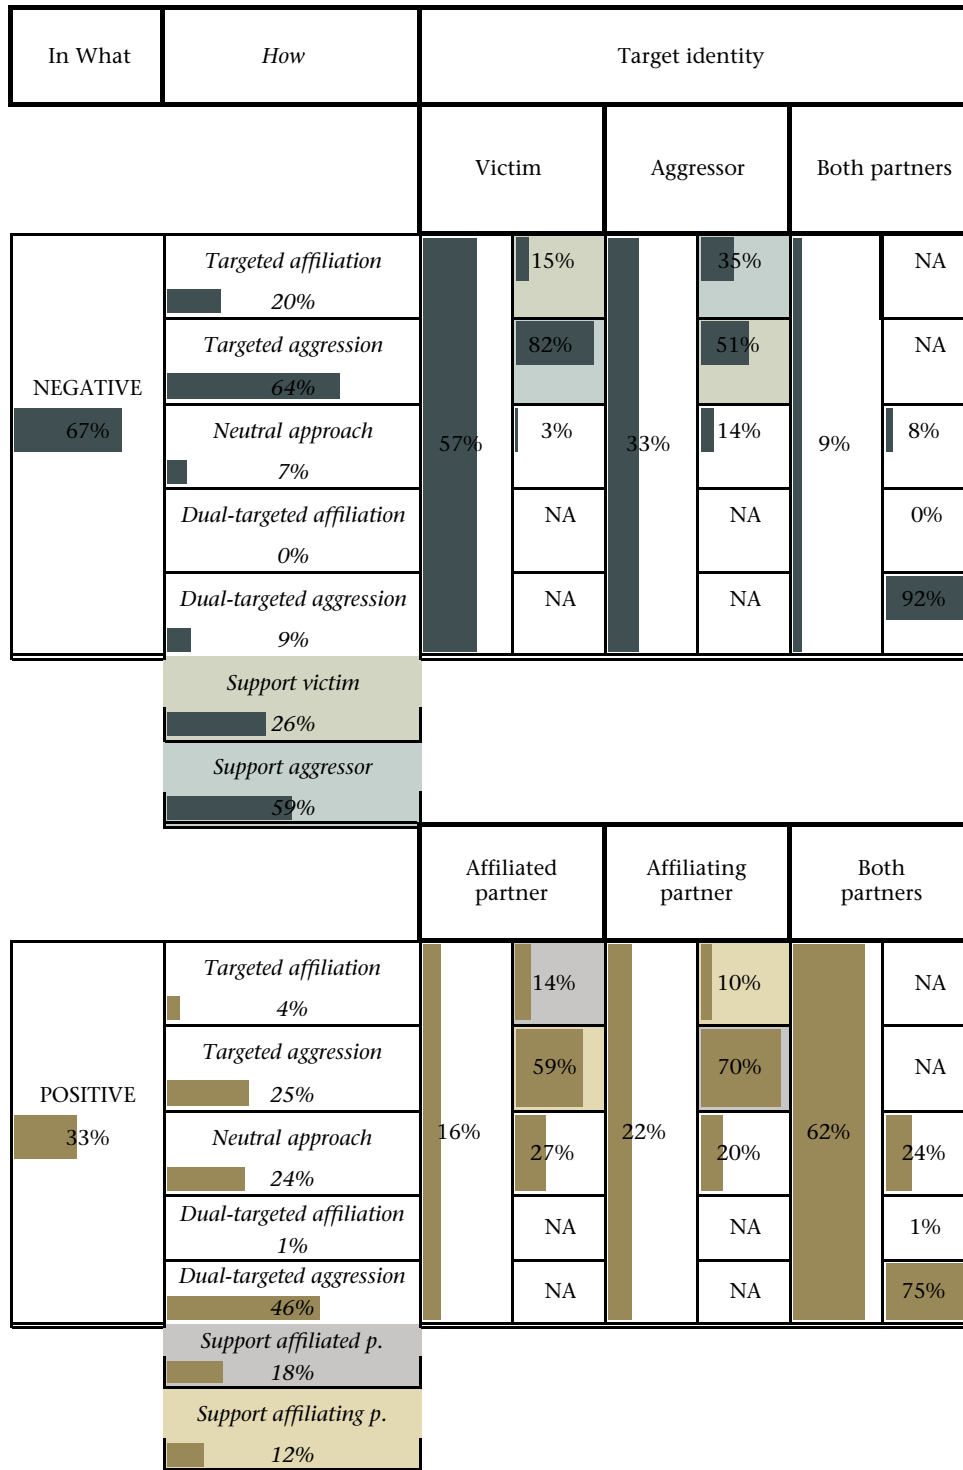 In What How Target identity
Victim Aggressor Both partners
Targeted affiliation 15% 35% NA
20%
Targeted aggression 82% 51% NA
64%
NEGATIVE
67%
Neutral approach 57% 3% 33% 14% 9% 8%
7%
Dual-targeted affiliation NA NA 0%
0%
Dual-targeted aggression NA NA 92%
9%
Support victim
26%
Support aggressor
59%
Affiliated Affiliating Both
partner partner partners
Targeted affiliation 14% 10% NA
4%
Targeted aggression 59% 70% NA
25%
POSITIVE
33%
Neutral approach 16% 27% 22% 20% 62% 24%
24%
Dual-targeted affiliation NA NA 1%
1%
Dual-targeted aggression NA NA 75%
46%
Support affiliated p.
18%
Support affiliating p.
12%